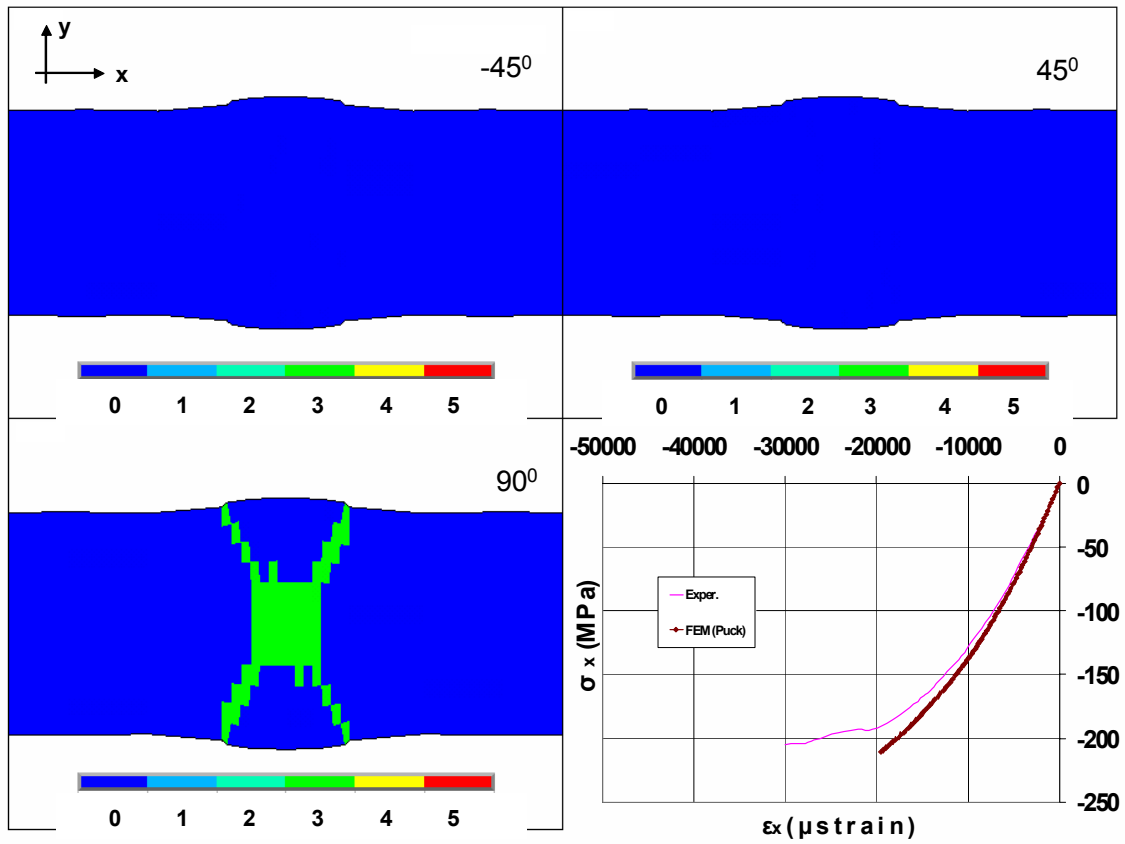 y
x
-45⁰
45⁰
0 1 2 3 4 5
0 1 2 3 4 5
90⁰
-50000 -40000 -30000 -20000 -10000 0
0
-50
-100
-150
-200
-250
σ x (MPa)
Exper.
FEM (Puck)
0 1 2 3 4 5
εx (µstrain)